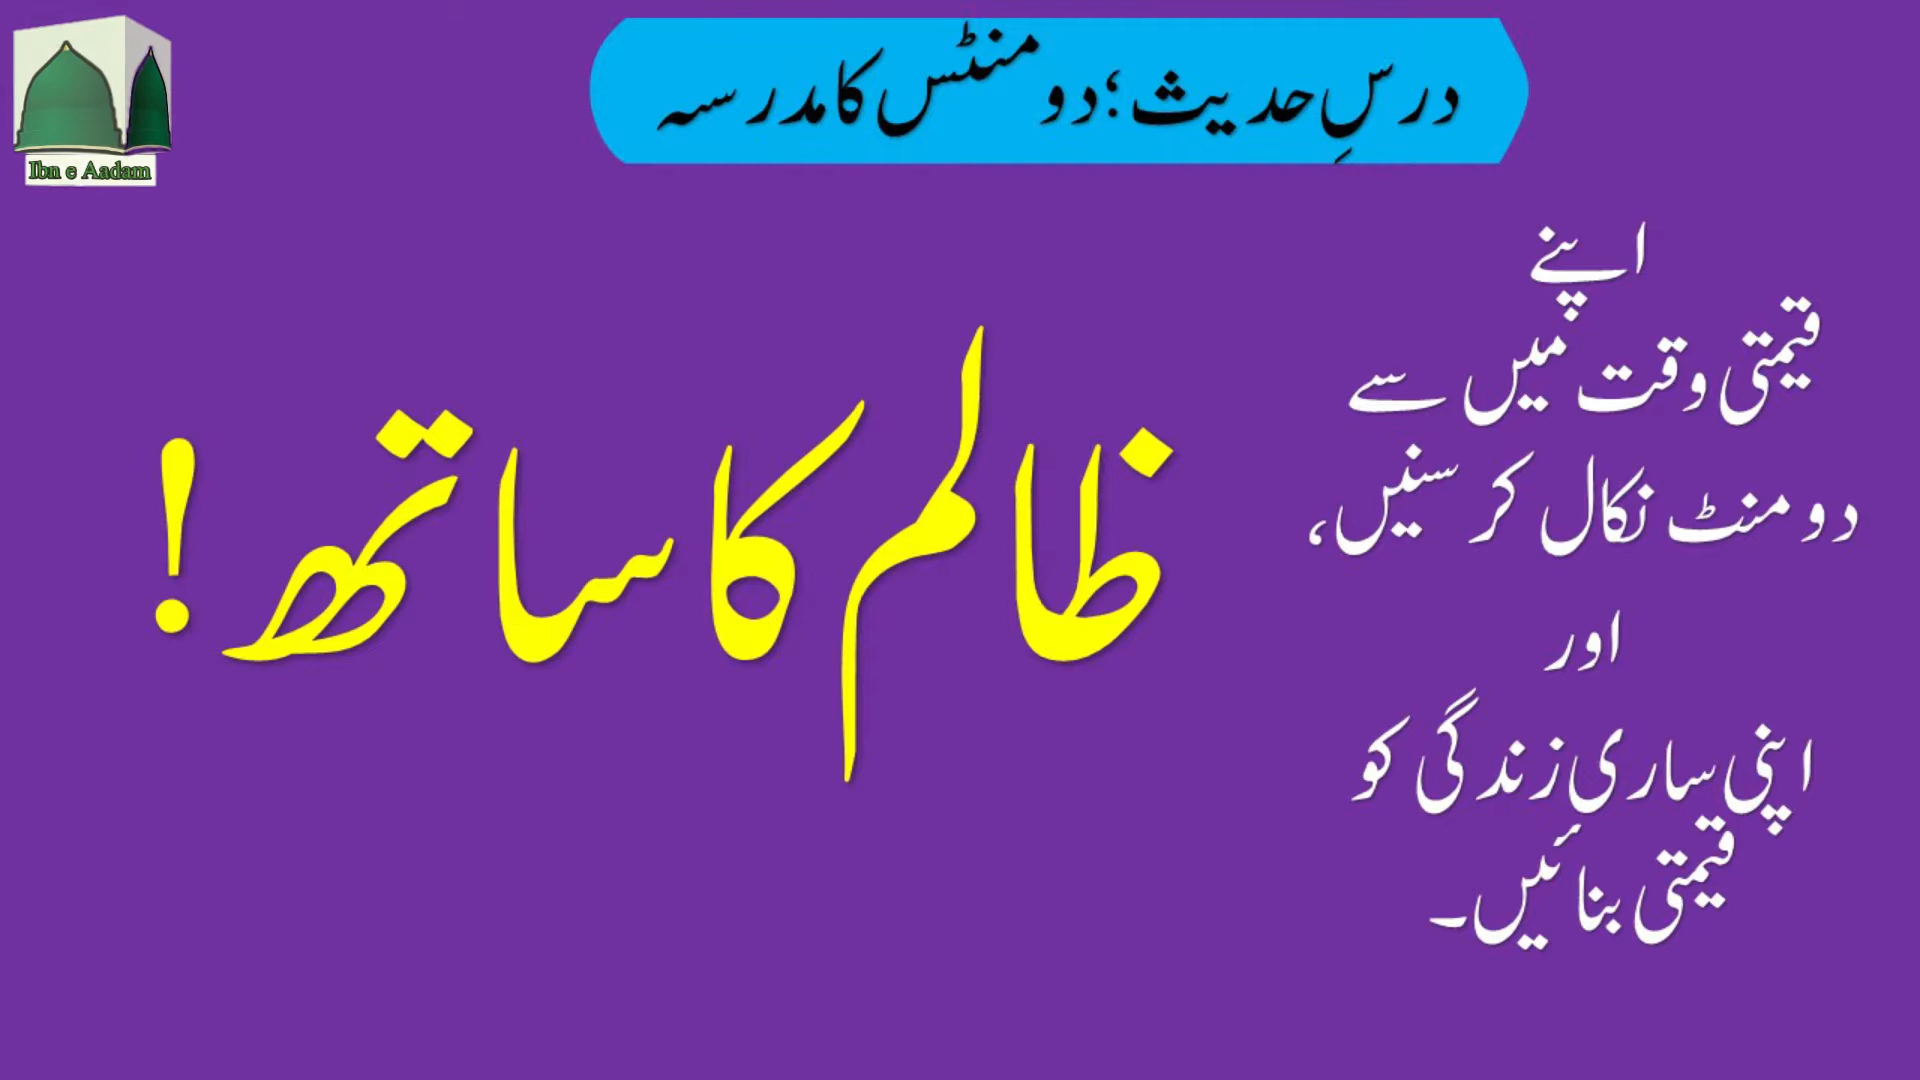 Ibn e Aadam
درسِ حدیث؛ دو منٹس کا مدرسہ
اپنے
قیمتی وقت میں سے
دو منٹ نکال کر سنیں،
اور
اپنی ساری زندگی کو
قیمتی بنائیں۔
ظالم کا ساتھ!